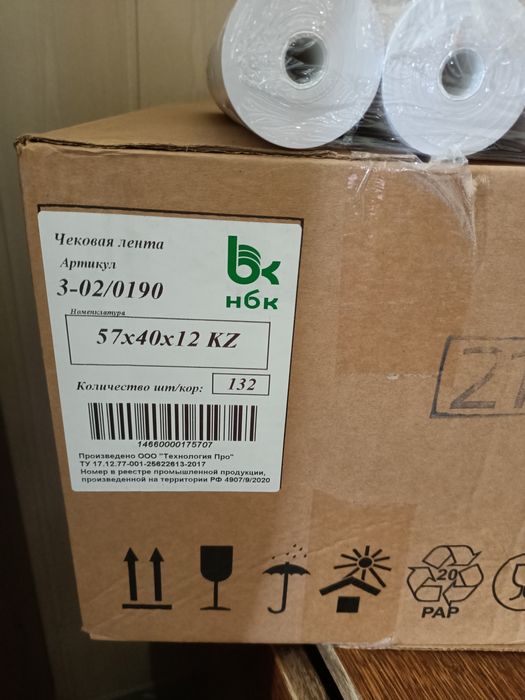 Чековая лента
Артикул
3-02/0190
нбк
Номенклатура
57x40x12 KZ
Количество шт/кор: 132
14660000175707
Произведено ООО "Технология Про"
ТУ 17.12.77-001-25622613-2017
Номер в реестре промышленной продукции,
произведенной на территории РФ 4907/9/2020
20
PAP